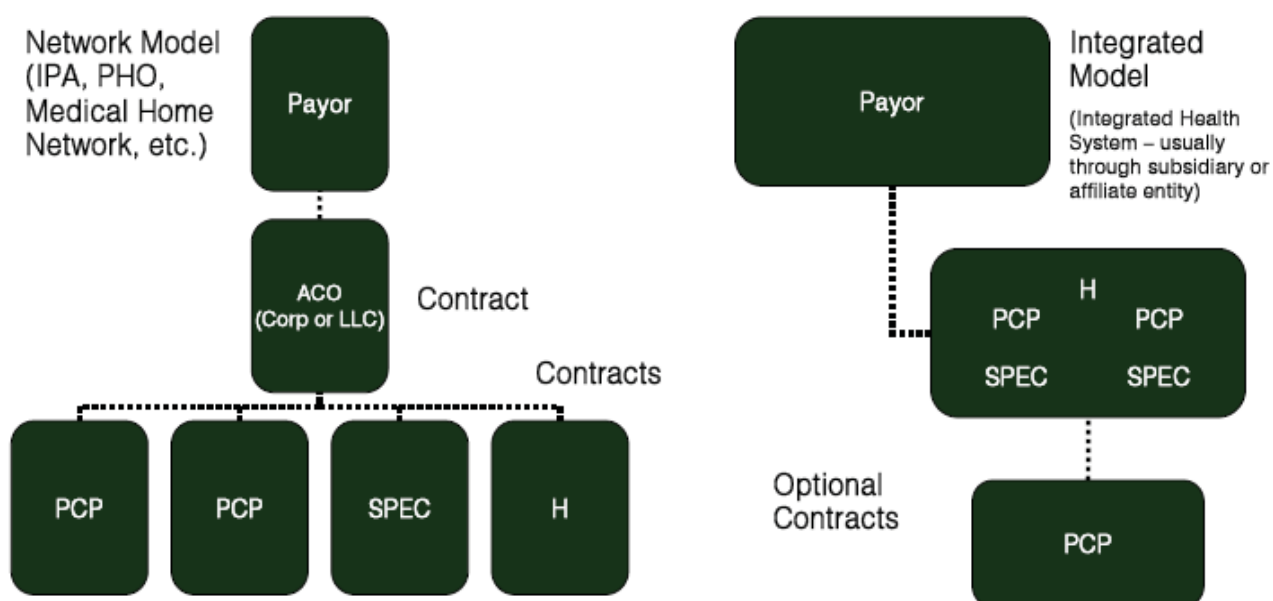 Network Model
(IPA, PHO,
Medical Home
Network, etc.)
Payor
ACO
(Corp or LLC)
Contract
Contracts
PCP
PCP
SPEC
H
Payor
Integrated
Model
(Integrated Health
System – usually
through subsidiary or
affiliate entity)
H
PCP
PCP
SPEC
SPEC
Optional
Contracts
PCP